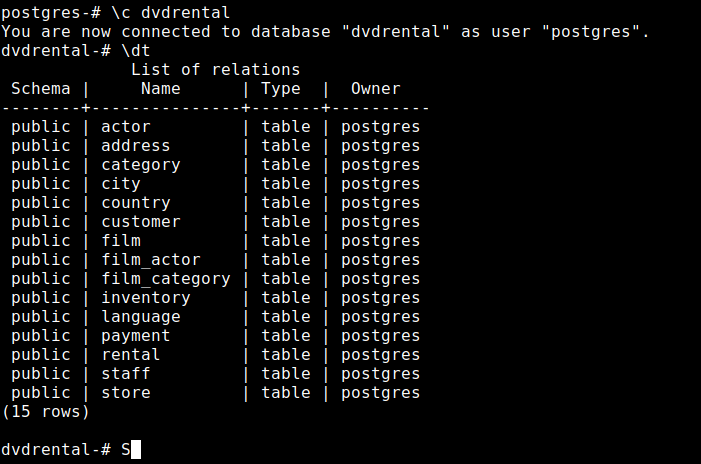 postgres-# \c dvdrental
You are now connected to database "dvdrental" as user "postgres".
dvdrental-# \dt
             List of relations
 Schema |     Name      | Type  |  Owner
--------+---------------+-------+----------
 public | actor         | table | postgres
 public | address       | table | postgres
 public | category      | table | postgres
 public | city          | table | postgres
 public | country       | table | postgres
 public | customer      | table | postgres
 public | film          | table | postgres
 public | film_actor    | table | postgres
 public | film_category | table | postgres
 public | inventory     | table | postgres
 public | language      | table | postgres
 public | payment       | table | postgres
 public | rental        | table | postgres
 public | staff         | table | postgres
 public | store         | table | postgres
(15 rows)
dvdrental-# S